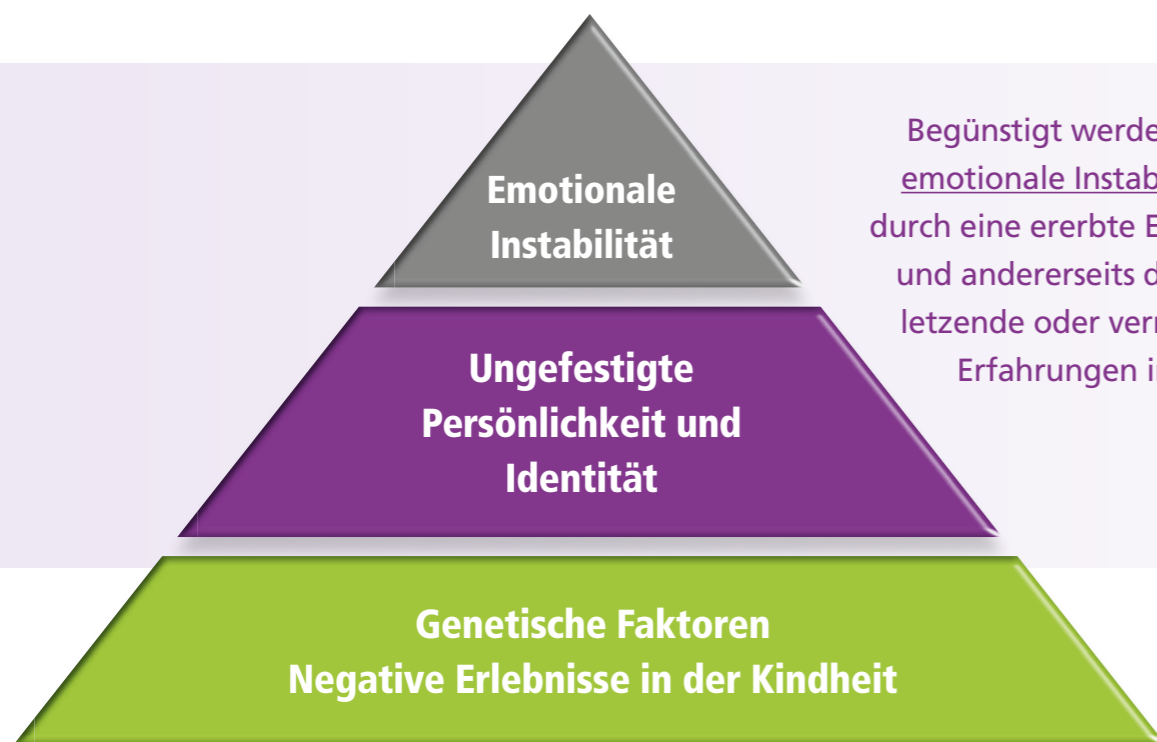 Emotionale
Instabilität
Ungefestigte
Persönlichkeit und
Identität
Genetische Faktoren
Negative Erlebnisse in der Kindheit
Begünstigt
emotionale
durch eine ererbte
und andererseits
letzende oder
Erfahrungen